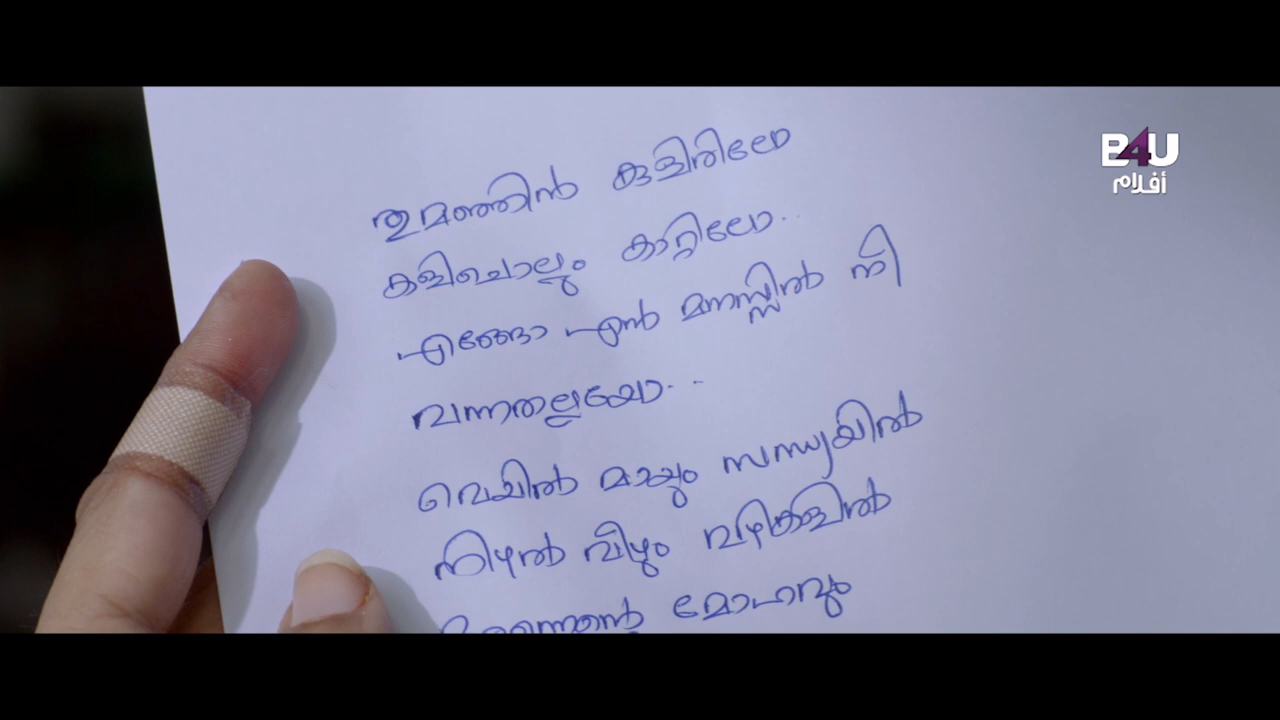 B4U
أفلام
തൂമഞ്ഞിൻ കുളിരിലോ
കളിചൊല്ലും കാറ്റിലോ..
എങ്ങോ എൻ മനസ്സിൽ നീ
വന്നതല്ലയോ...
വെയിൽ മായും സന്ധ്യയിൽ
നിഴൽ വീഴും വഴികളിൽ
മോഹവും